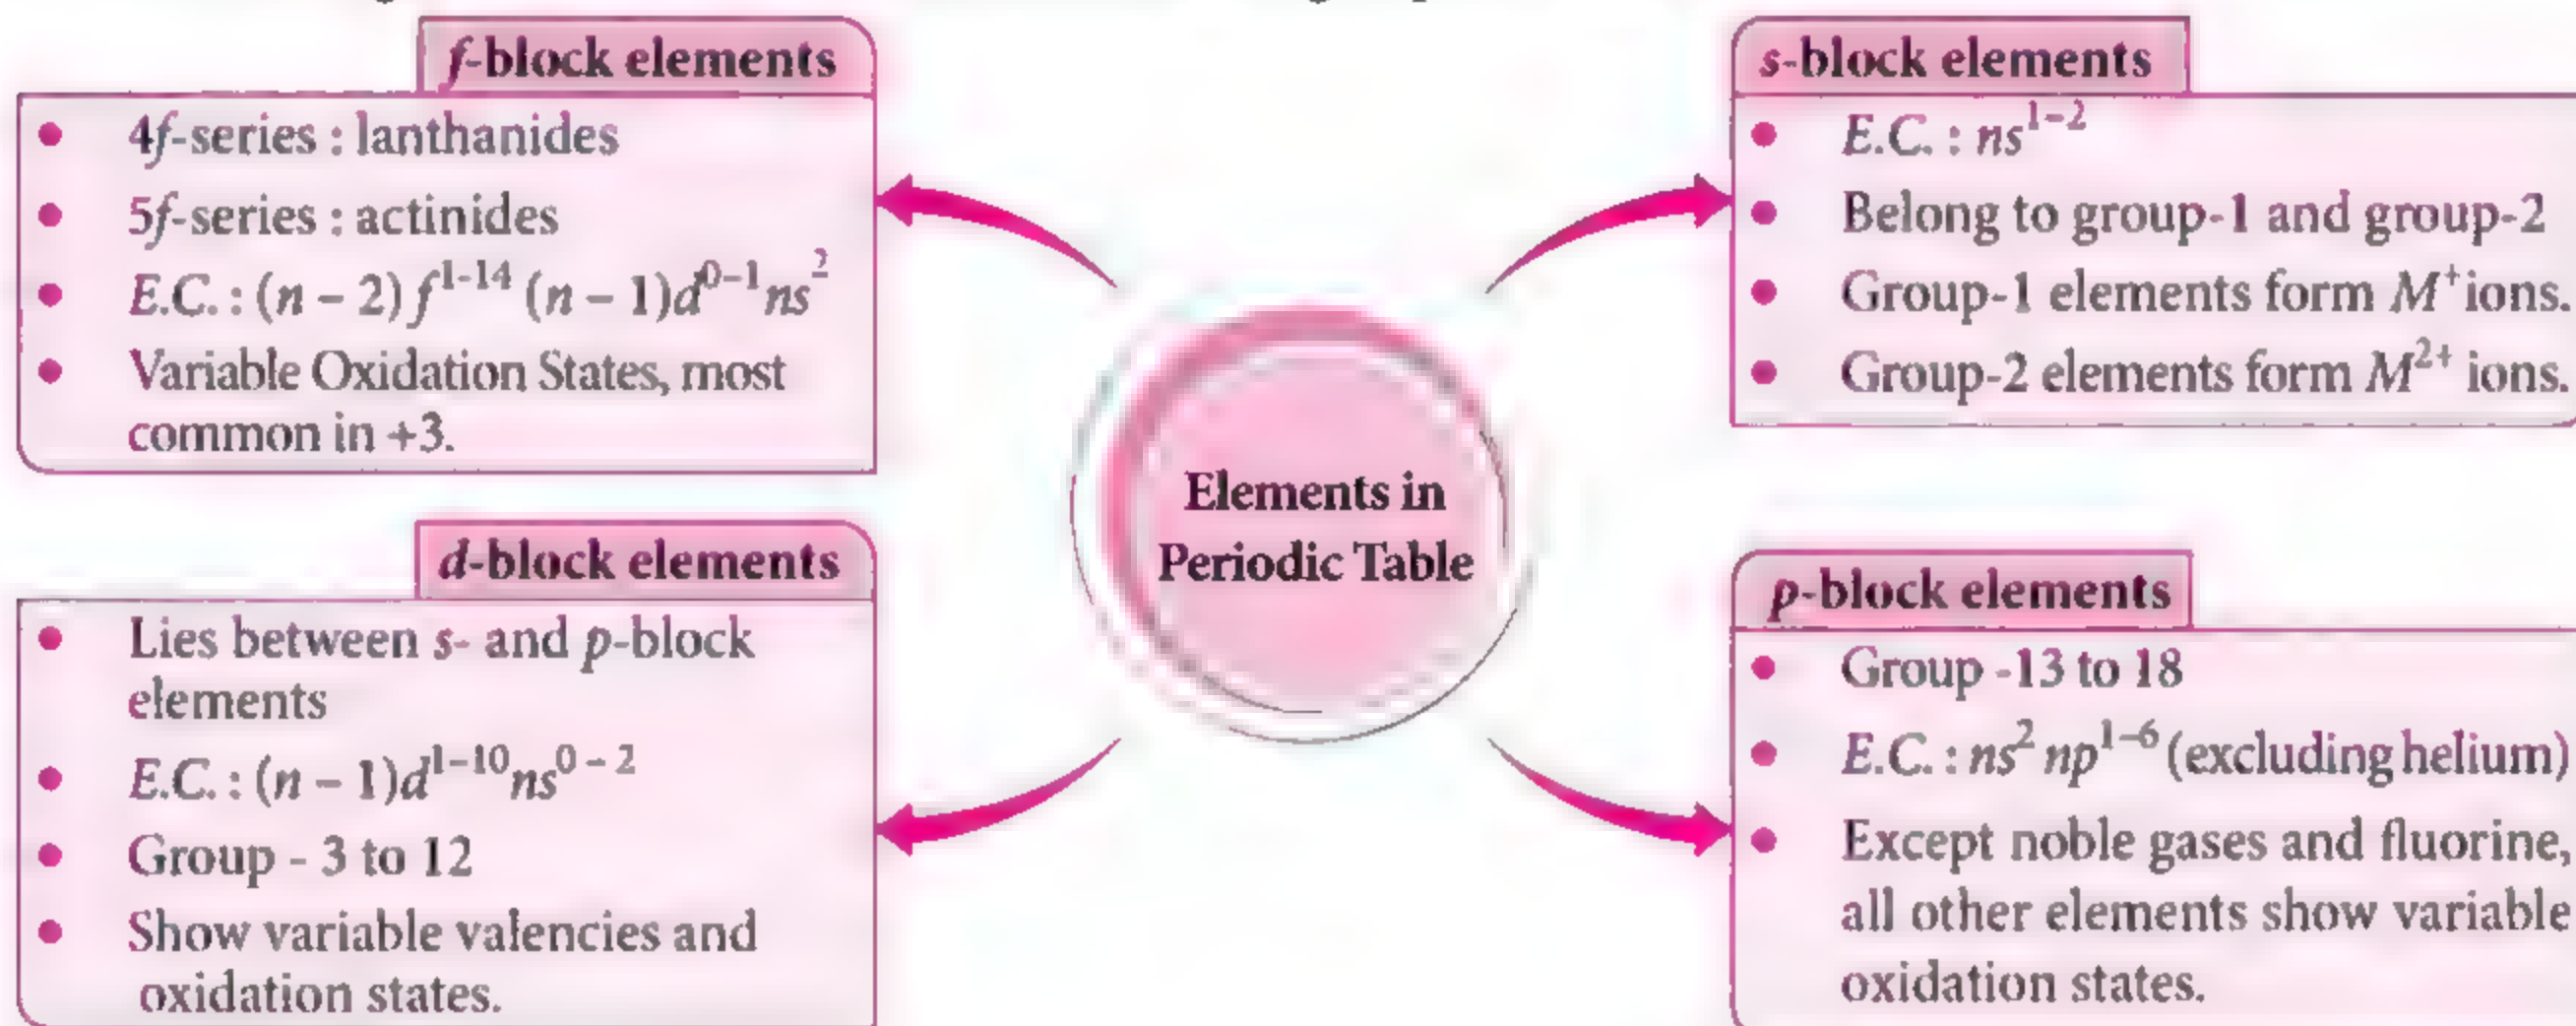 f-block elements
• 4f-series : lanthanides
• 5f-series : actinides
• E.C. : (n – 2) f¹⁻¹⁴ (n – 1)d⁰⁻¹ns²
• Variable Oxidation States, most
common in +3.
s-block elements
• E.C. : ns¹⁻²
• Belong to group-1 and group-2
• Group-1 elements form M⁺ ions.
• Group-2 elements form M²⁺ ions.
Elements in
Periodic Table
d-block elements
• Lies between s- and p-block
elements
• E.C. : (n – 1)d¹⁻¹⁰ns⁰⁻²
• Group - 3 to 12
• Show variable valencies and
oxidation states.
p-block elements
• Group -13 to 18
• E.C. : ns² np¹⁻⁶ (excluding helium)
• Except noble gases and fluorine,
all other elements show variable
oxidation states.